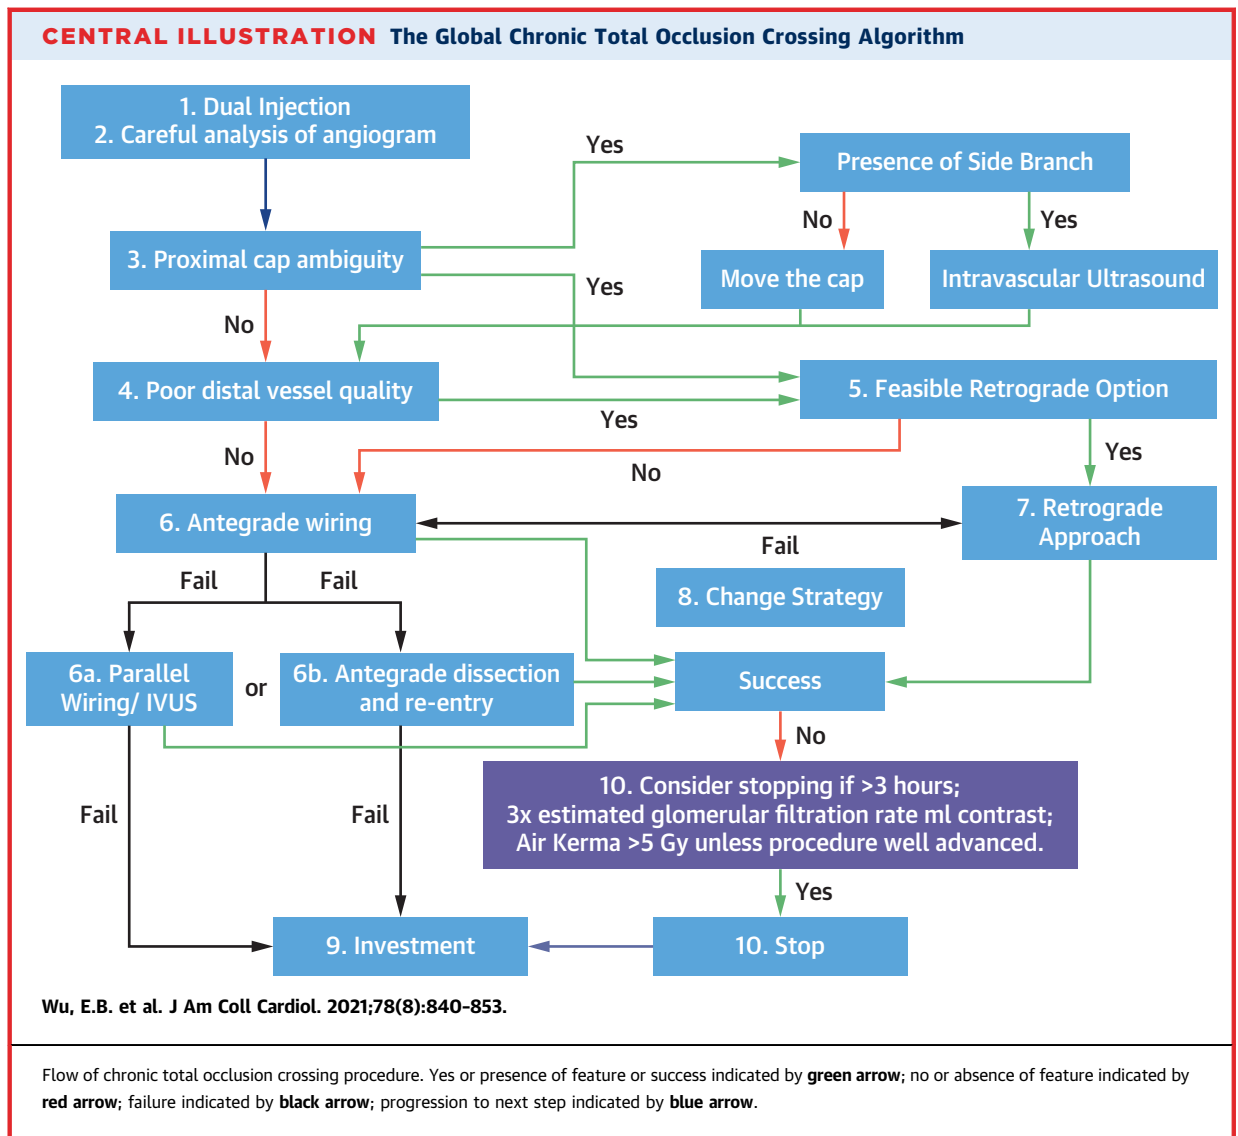 CENTRAL ILLUSTRATION The Global Chronic Total Occlusion Crossing Algorithm
1. Dual Injection
2. Careful analysis of angiogram
Yes
Presence of Side Branch
No
Yes
3. Proximal cap ambiguity
Yes
Move the cap
Intravascular Ultrasound
No
4. Poor distal vessel quality
Yes
5. Feasible Retrograde Option
No
No
Yes
6. Antegrade wiring
Fail
7. Retrograde
Approach
Fail
Fail
8. Change Strategy
6a. Parallel
Wiring/ IVUS
or
6b. Antegrade dissection
and re-entry
Success
No
Fail
Fail
10. Consider stopping if >3 hours;
3x estimated glomerular filtration rate ml contrast;
Air Kerma >5 Gy unless procedure well advanced.
Yes
9. Investment
10. Stop
Wu, E.B. et al. J Am Coll Cardiol. 2021;78(8):840–853.
Flow of chronic total occlusion crossing procedure. Yes or presence of feature or success indicated by green arrow; no or absence of feature indicated by
red arrow; failure indicated by black arrow; progression to next step indicated by blue arrow.